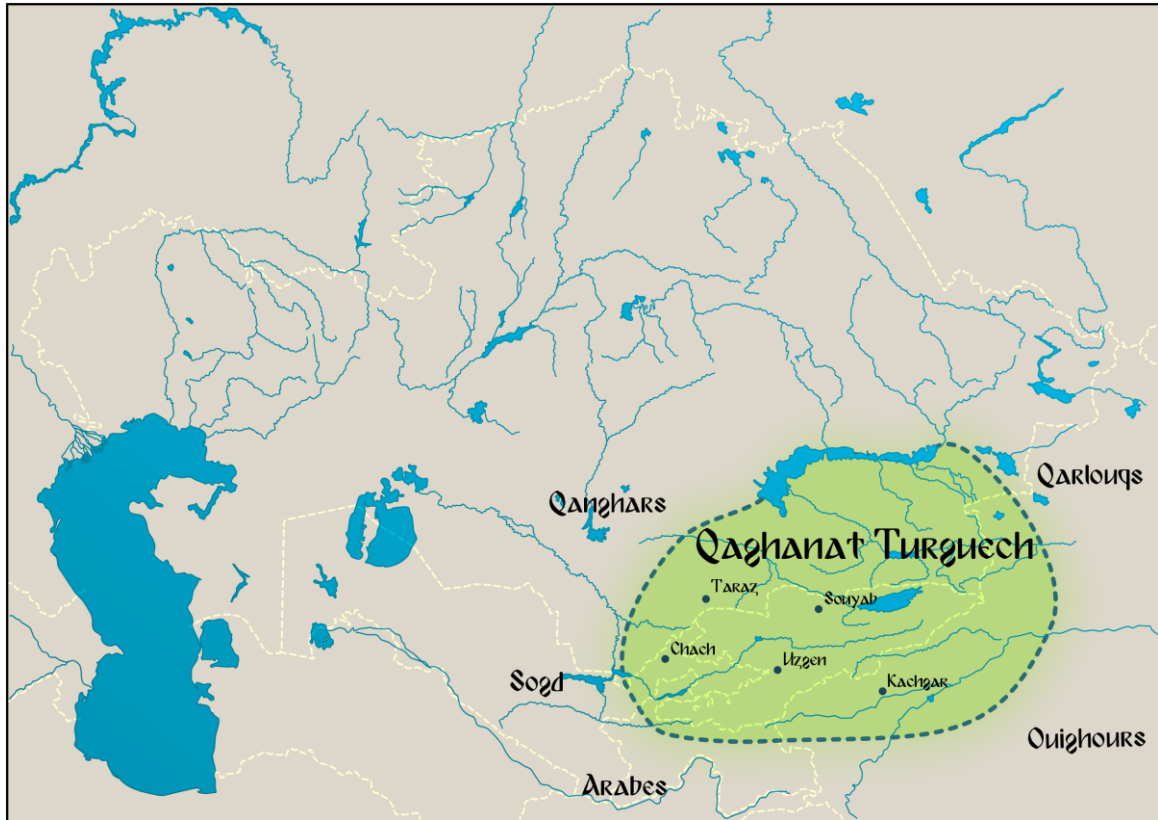 Qarlouqs
Qanghars
Qaghanat Turguech
Taraz
Souyab
Chach
Uzgen
Sogd
Kachgar
Ouighours
Arabes